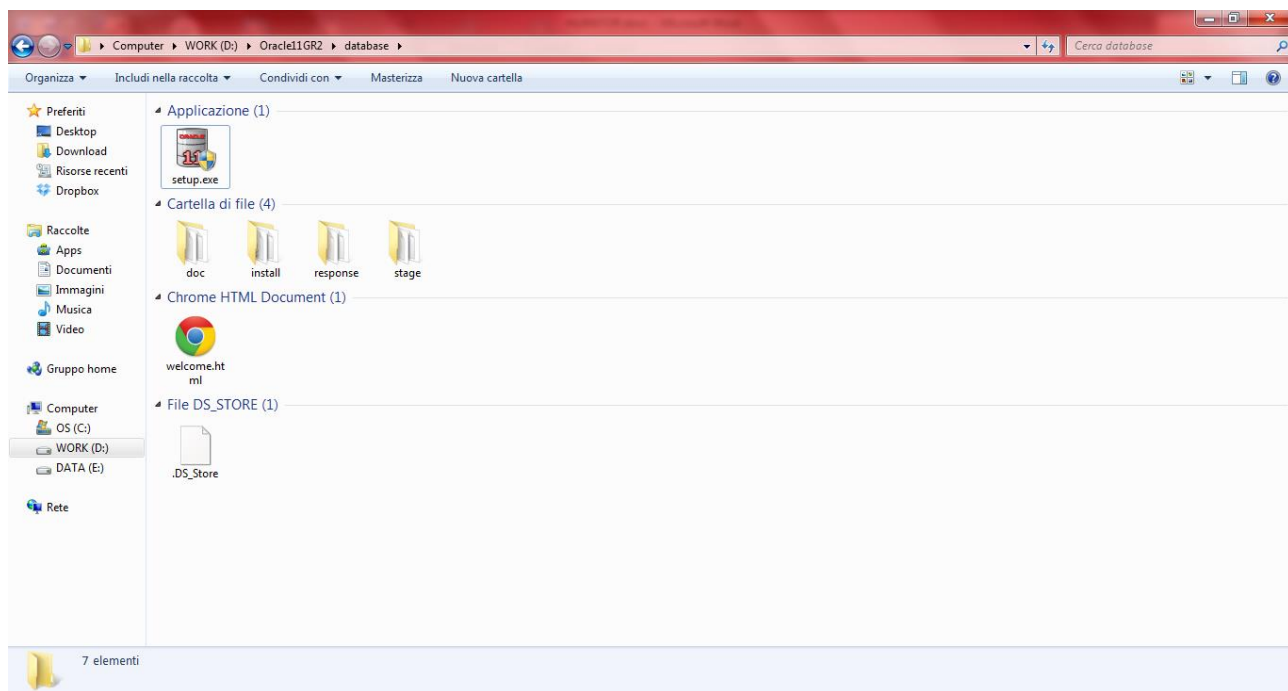 Computer ▸ WORK (D:) ▸ Oracle11GR2 ▸ database ▸
Cerca database
Organizza Includi nella raccolta Condividi con Masterizza Nuova cartella
Preferiti
Desktop
Download
Risorse recenti
Dropbox
Raccolte
Apps
Documenti
Immagini
Musica
Video
Gruppo home
Computer
OS (C:)
WORK (D:)
DATA (E:)
Rete
Applicazione (1)
ORACLE
11
setup.exe
Cartella di file (4)
doc install response stage
Chrome HTML Document (1)
welcome.ht
ml
File DS_STORE (1)
.DS_Store
7 elementi